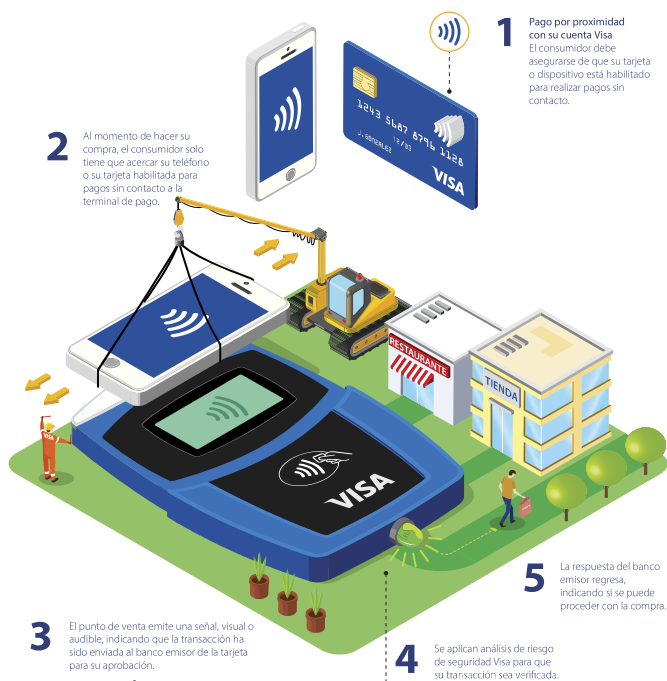 1
Pago por proximidad
con su cuenta Visa
El consumidor debe
asegurarse de que su tarjeta
o dispositivo está habilitado
para realizar pagos sin
contacto.
1243 5687 8796 1128
12/03
J. GONZALEZ
VISA
2
Al momento de hacer su
compra, el consumidor solo
tiene que acercar su teléfono
o su tarjeta habilitada para
pagos sin contacto a la
terminal de pago.
RESTAURANTE
TIENDA
VISA
VISA
5
La respuesta del banco
emisor regresa,
indicando si se puede
proceder con la compra.
3
El punto de venta emite una señal, visual o
audible, indicando que la transacción ha
sido enviada al banco emisor de la tarjeta
para su aprobación.
4
Se aplican análisis de riesgo
de seguridad Visa para que
su transacción sea verificada.